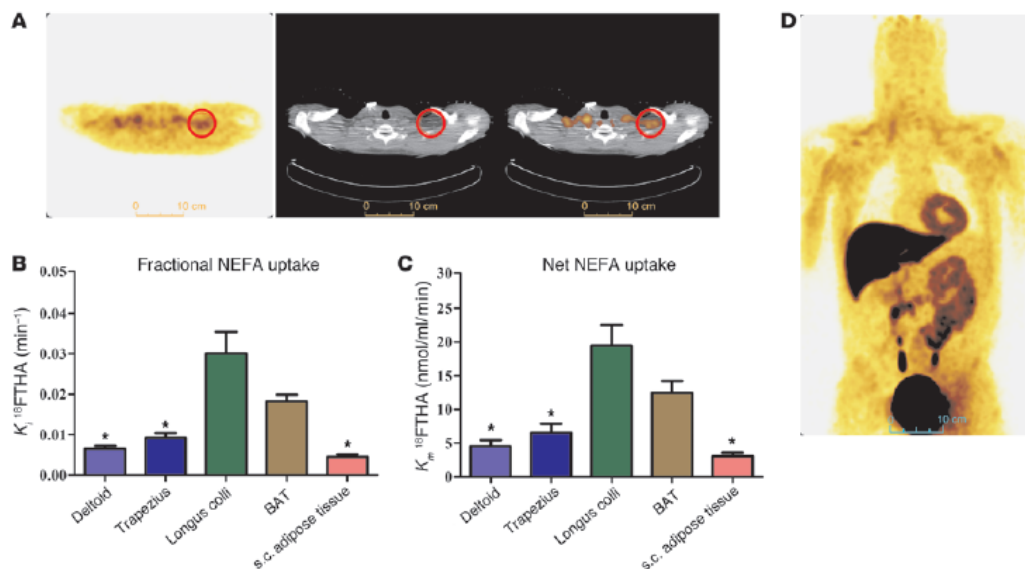 A
0 10 cm
0 10 cm
0 10 cm
B
Fractional NEFA uptake
Ki 18FTHA (min⁻¹)
0.05
0.04
0.03
0.02
0.01
0.00
*
*
*
Deltoid
Trapezius
Longus colli
BAT
s.c. adipose tissue
C
Net NEFA uptake
Km 18FTHA (nmol/ml/min)
30
25
20
15
10
5
0
*
*
*
Deltoid
Trapezius
Longus colli
BAT
s.c. adipose tissue
D
0 10 cm